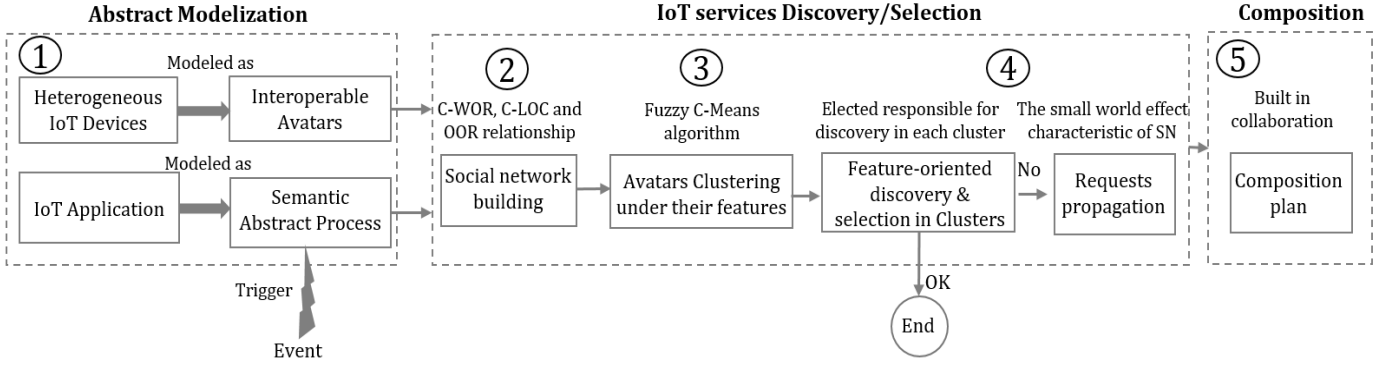 Abstract Modelization
IoT services Discovery/Selection
Composition
1
Modeled as
Heterogeneous
IoT Devices
Interoperable
Avatars
Modeled as
IoT Application
Semantic
Abstract Process
Trigger
Event
2
C-WOR, C-LOC and
OOR relationship
Social network
building
3
Fuzzy C-Means
algorithm
Avatars Clustering
under their features
4
Elected responsible for
discovery in each cluster
The small world effect
characteristic of SN
Feature-oriented
discovery &
selection in Clusters
No
Requests
propagation
OK
End
5
Built in
collaboration
Composition
plan